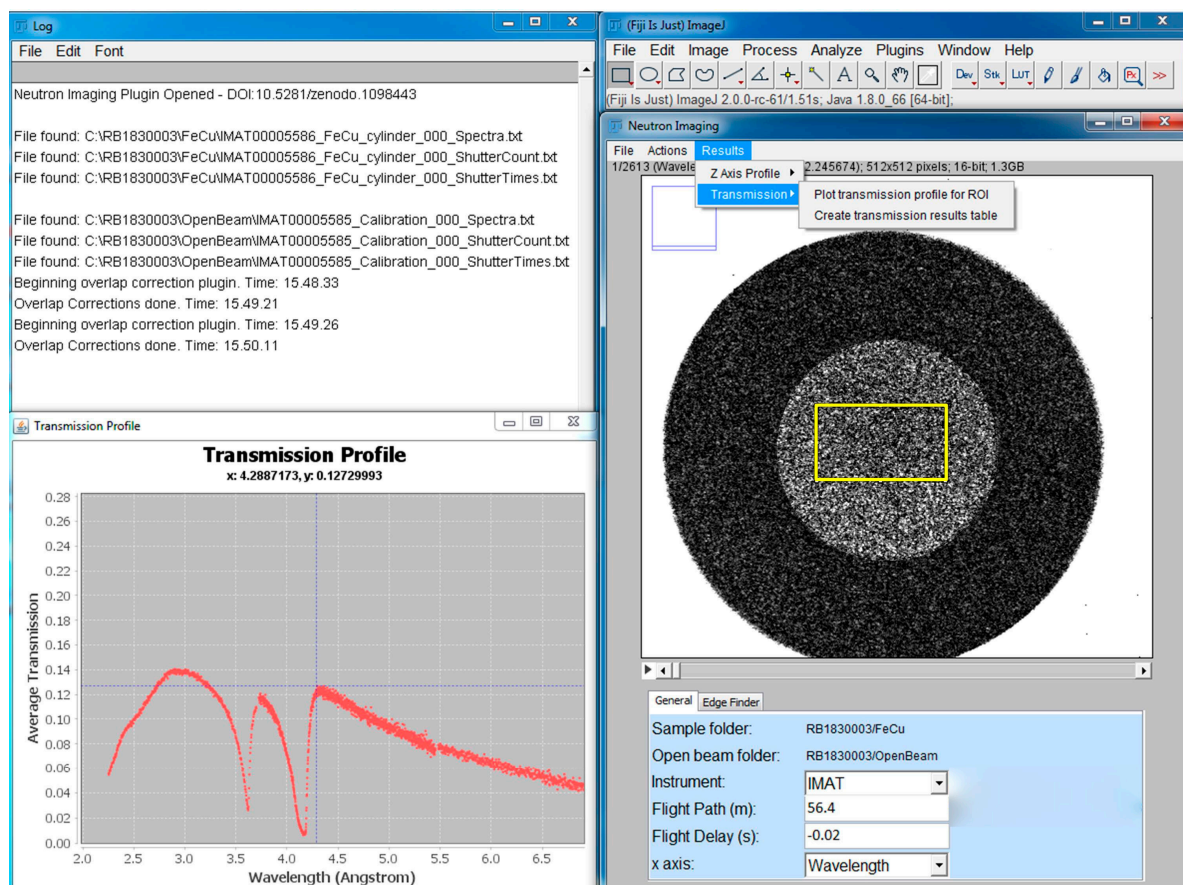 Log
File Edit Font
Neutron Imaging Plugin Opened - DOI:10.5281/zenodo.1098443
File found: C:\RB1830003\FeCu\IMAT00005586_FeCu_cylinder_000_Spectra.txt
File found: C:\RB1830003\FeCu\IMAT00005586_FeCu_cylinder_000_ShutterCount.txt
File found: C:\RB1830003\FeCu\IMAT00005586_FeCu_cylinder_000_ShutterTimes.txt
File found: C:\RB1830003\OpenBeam\IMAT00005585_Calibration_000_Spectra.txt
File found: C:\RB1830003\OpenBeam\IMAT00005585_Calibration_000_ShutterCount.txt
File found: C:\RB1830003\OpenBeam\IMAT00005585_Calibration_000_ShutterTimes.txt
Beginning overlap correction plugin. Time: 15.48.33
Overlap Corrections done. Time: 15.49.21
Beginning overlap correction plugin. Time: 15.49.26
Overlap Corrections done. Time: 15.50.11
Transmission Profile
Transmission Profile
x: 4.2887173, y: 0.12729993
0.28
0.26
0.24
0.22
0.20
0.18
0.16
0.14
0.12
0.10
0.08
0.06
0.04
0.02
0.00
Average Transmission
2.0 2.5 3.0 3.5 4.0 4.5 5.0 5.5 6.0 6.5
Wavelength (Angstrom)
(Fiji Is Just) ImageJ
File Edit Image Process Analyze Plugins Window Help
A Dev Stk LUT Px >>
(Fiji Is Just) ImageJ 2.0.0-rc-61/1.51s; Java 1.8.0_66 [64-bit];
Neutron Imaging
File Actions Results
1/2613 2.245674); 512x512 pixels; 16-bit; 1.3GB
Z Axis Profile
Transmission
Plot transmission profile for ROI
Create transmission results table
General Edge Finder
Sample folder: RB1830003/FeCu
Open beam folder: RB1830003/OpenBeam
Instrument: IMAT
Flight Path (m): 56.4
Flight Delay (s): -0.02
x axis: Wavelength